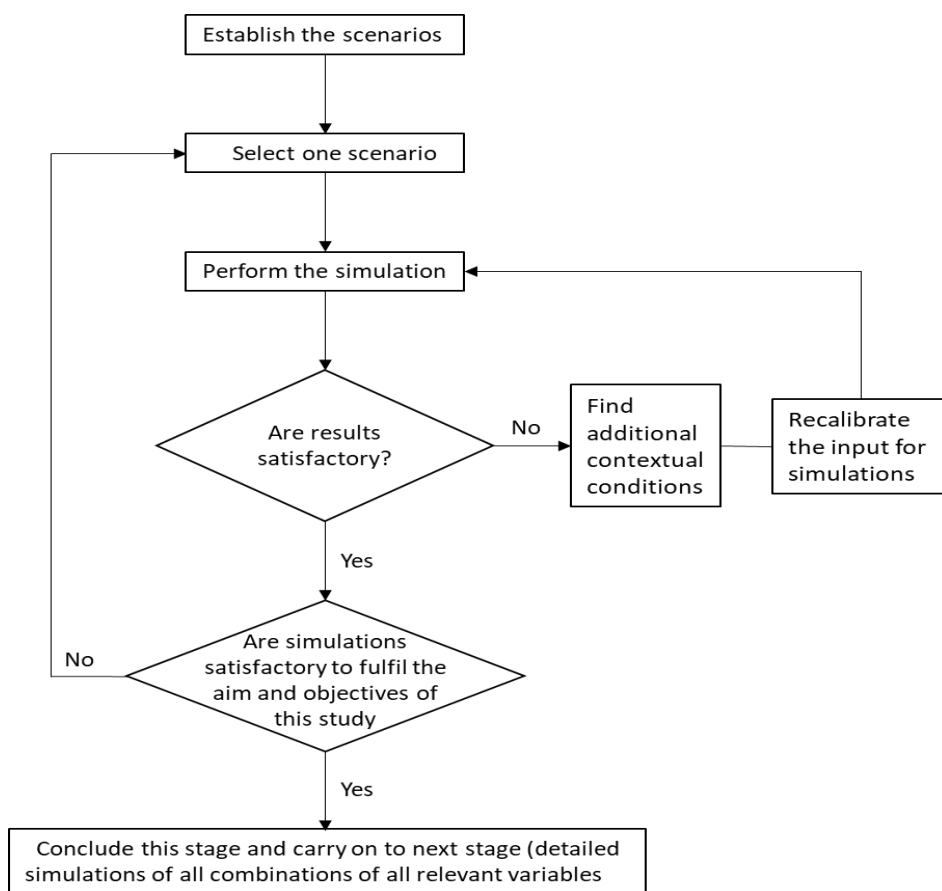 Establish the scenarios
Select one scenario
Perform the simulation
Are results
satisfactory?
No
Find
additional
contextual
conditions
Recalibrate
the input for
simulations
Yes
Are simulations
satisfactory to fulfil the
aim and objectives of
this study
No
Yes
Conclude this stage and carry on to next stage (detailed
simulations of all combinations of all relevant variables